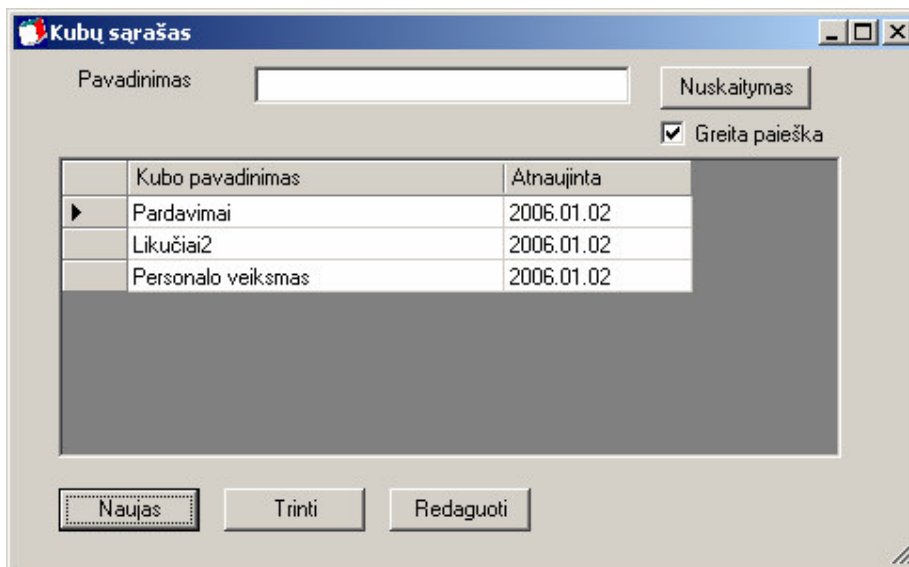 Kubų sąrašas
Pavadinimas
Nuskaitymas
Greita paieška
Kubo pavadinimas Atnaujinta
Pardavimai 2006.01.02
Likučiai2 2006.01.02
Personalo veiksmas 2006.01.02
Naujas Trinti Redaguoti